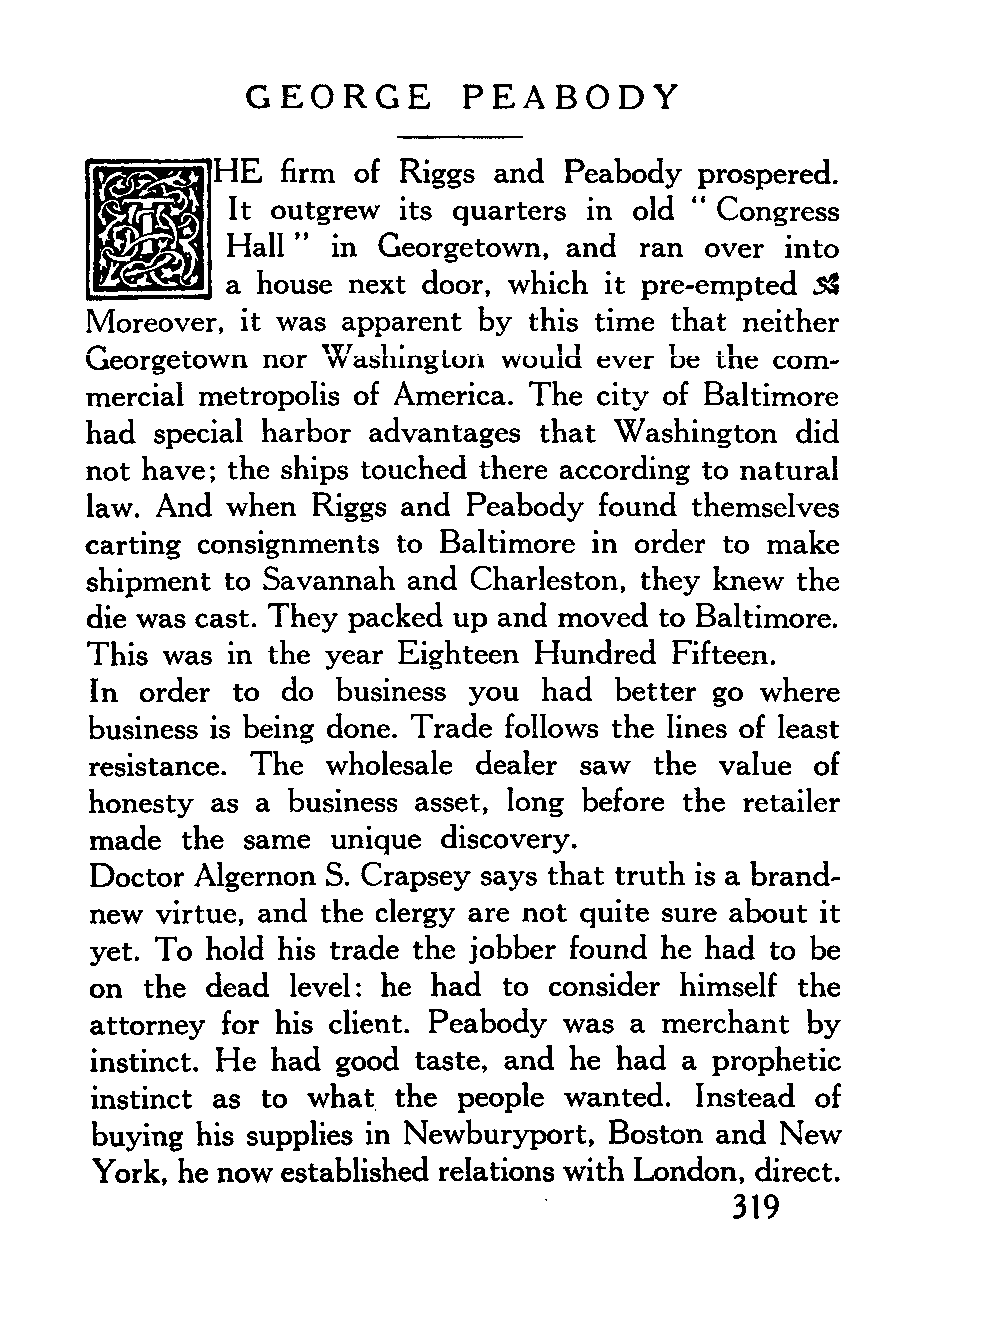 GEORGE PEABODY
THE firm of Riggs and Peabody prospered.
It outgrew its quarters in old " Congress
Hall " in Georgetown, and ran over into
a house next door, which it pre-empted
Moreover, it was apparent by this time that neither
Georgetown nor Washington would ever be the com-
mercial metropolis of America. The city of Baltimore
had special harbor advantages that Washington did
not have; the ships touched there according to natural
law. And when Riggs and Peabody found themselves
carting consignments to Baltimore in order to make
shipment to Savannah and Charleston, they knew the
die was cast. They packed up and moved to Baltimore.
This was in the year Eighteen Hundred Fifteen.
In order to do business you had better go where
business is being done. Trade follows the lines of least
resistance. The wholesale dealer saw the value of
honesty as a business asset, long before the retailer
made the same unique discovery.
Doctor Algernon S. Crapsey says that truth is a brand-
new virtue, and the clergy are not quite sure about it
yet. To hold his trade the jobber found he had to be
on the dead level: he had to consider himself the
attorney for his client. Peabody was a merchant by
instinct. He had good taste, and he had a prophetic
instinct as to what the people wanted. Instead of
buying his supplies in Newburyport, Boston and New
York, he now established relations with London, direct.
319